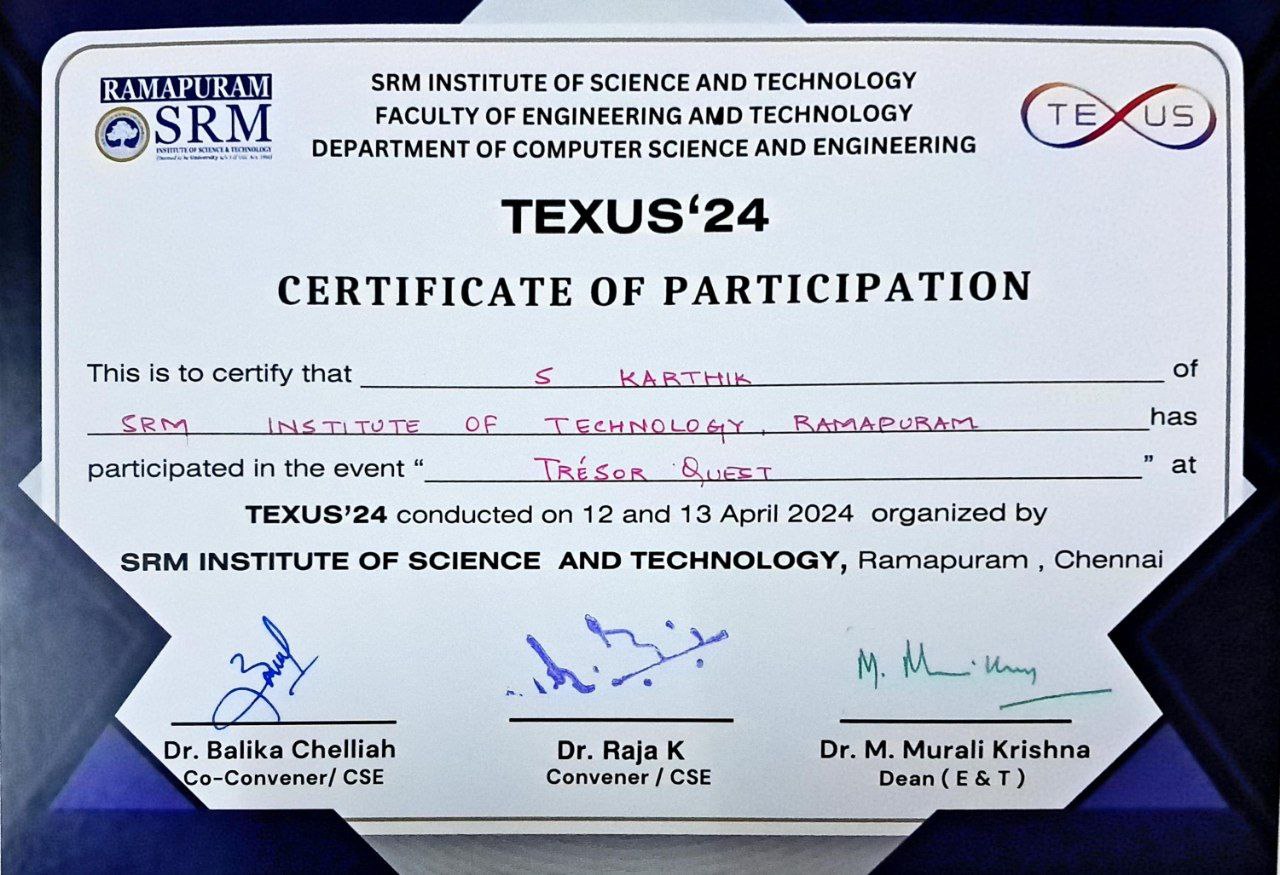 RAMAPURAM
SRM
INSTITUTE OF SCIENCE & TECHNOLOGY
(Deemed to be University u/s 3 of UGC Act, 1956)
SRM INSTITUTE OF SCIENCE AND TECHNOLOGY
FACULTY OF ENGINEERING AMD TECHNOLOGY
DEPARTMENT OF COMPUTER SCIENCE AND ENGINEERING
TEXUS
TEXUS‘24
CERTIFICATE OF PARTICIPATION
This is to certify that S KARTHIK of
SRM INSTITUTE OF TECHNOLOGY, RAMAPURAM has
participated in the event “ TRÉSOR QUEST ” at
TEXUS’24 conducted on 12 and 13 April 2024 organized by
SRM INSTITUTE OF SCIENCE AND TECHNOLOGY, Ramapuram , Chennai
Dr. Balika Chelliah Dr. Raja K Dr. M. Murali Krishna
Co-Convener/ CSE Convener / CSE Dean ( E & T )